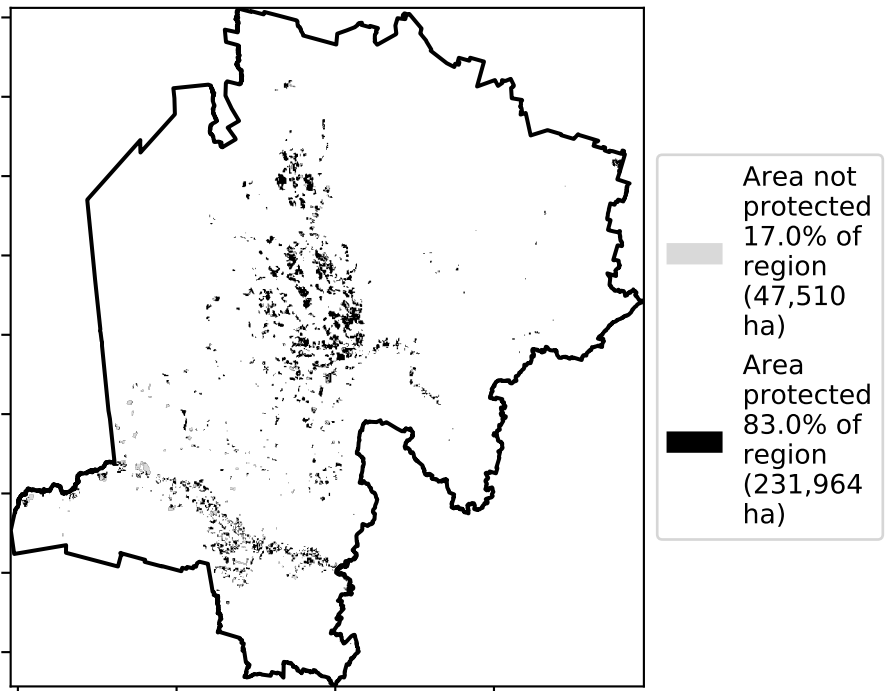 Area not
protected
17.0% of
region
(47,510
ha)
Area
protected
83.0% of
region
(231,964
ha)